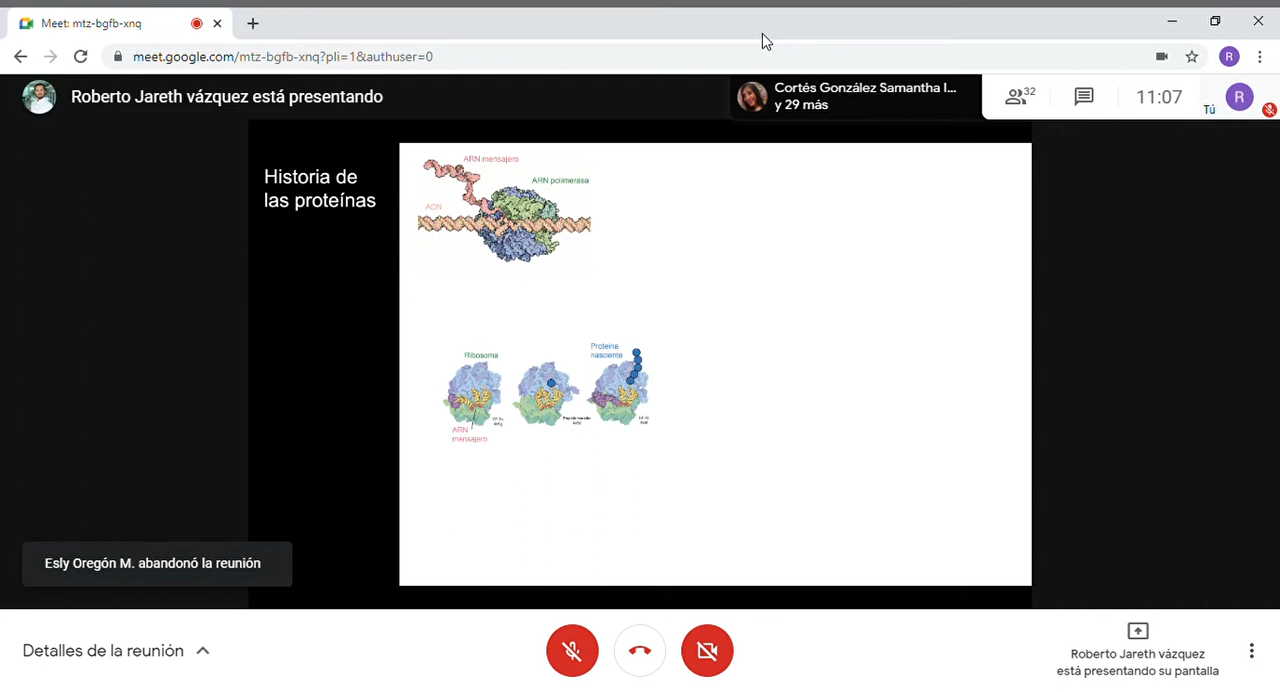 Meet: mtz-bgfb-xnq
meet.google.com/mtz-bgfb-xnq?pli=1&authuser=0
R
Roberto Jareth vázquez está presentando
Cortés González Samantha I...
y 29 más
32
11:07
Tú
R
Historia de
las proteínas
ARN mensajero
ARN polimerasa
ADN
Ribosoma
Proteína
nasciente
ARN
mensajero
Esly Oregón M. abandonó la reunión
Detalles de la reunión
Roberto Jareth vázquez
está presentando su pantalla